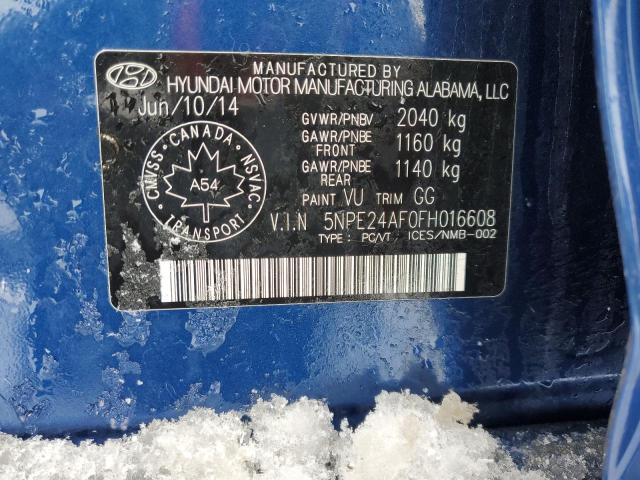 MANUFACTURED BY
HYUNDAI MOTOR MANUFACTURING ALABAMA, LLC
Jun/10/14
GVWR/PNBV 2040 kg
GAWR/PNBE FRONT 1160 kg
GAWR/PNBE REAR 1140 kg
PAINT VU TRIM GG
V.I.N 5NPE24AF0FH016608
TYPE : PC/VT ICES/NMB-002
CMVSS · CANADA · NSVAC
A54
TRANSPORT